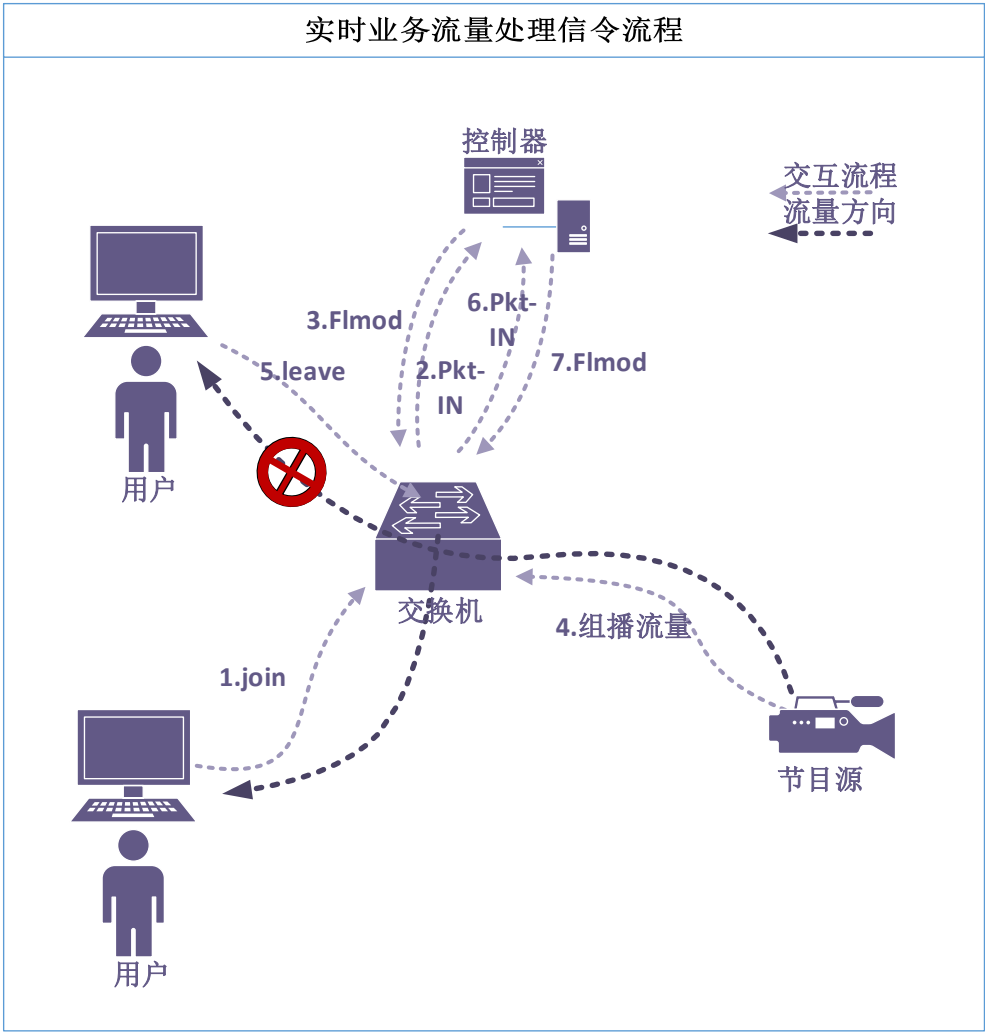 实时业务流量处理信令流程
控制器
交互流程
流量方向
6.Pkt-
IN
3.Flmod
7.Flmod
5.leave
2.Pkt-
IN
用户
交换机
4.组播流量
1.join
节目源
用户